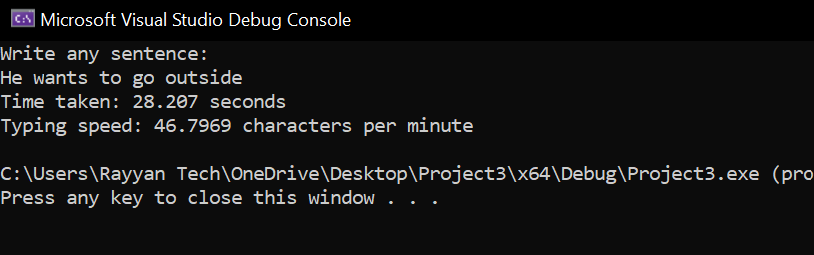 Microsoft Visual Studio Debug Console
Write any sentence:
He wants to go outside
Time taken: 28.207 seconds
Typing speed: 46.7969 characters per minute
C:\Users\Rayyan Tech\OneDrive\Desktop\Project3\x64\Debug\Project3.exe (pro
Press any key to close this window . . .